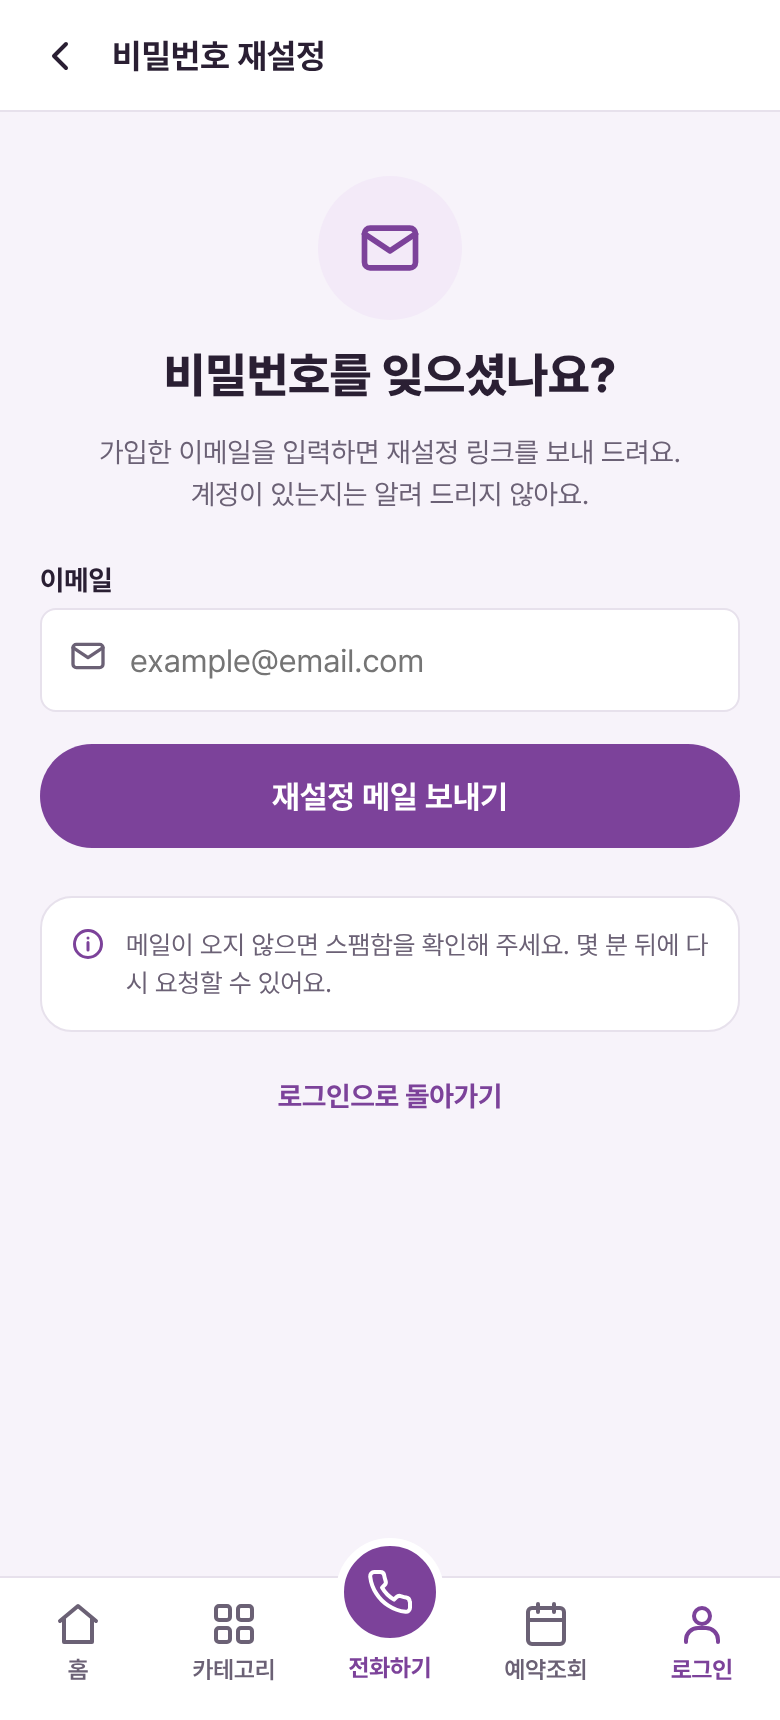 비밀번호 재설정
비밀번호를 잊으셨나요?
가입한 이메일을 입력하면 재설정 링크를 보내 드려요.
계정이 있는지는 알려 드리지 않아요.
이메일
example@email.com
재설정 메일 보내기
메일이 오지 않으면 스팸함을 확인해 주세요. 몇 분 뒤에 다
시 요청할 수 있어요.
로그인으로 돌아가기
홈
카테고리
전화하기
예약조회
로그인